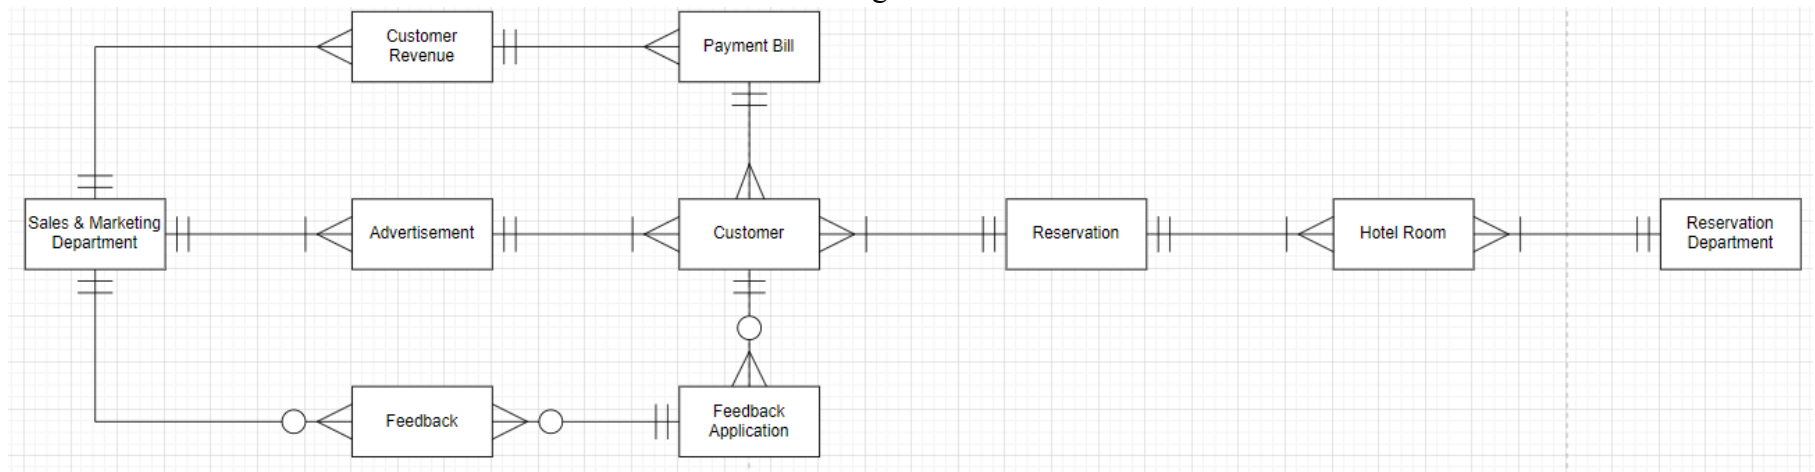 Customer
Revenue
Payment Bill
Sales & Marketing
Department
Advertisement
Customer
Reservation
Hotel Room
Reservation
Department
Feedback
Feedback
Application